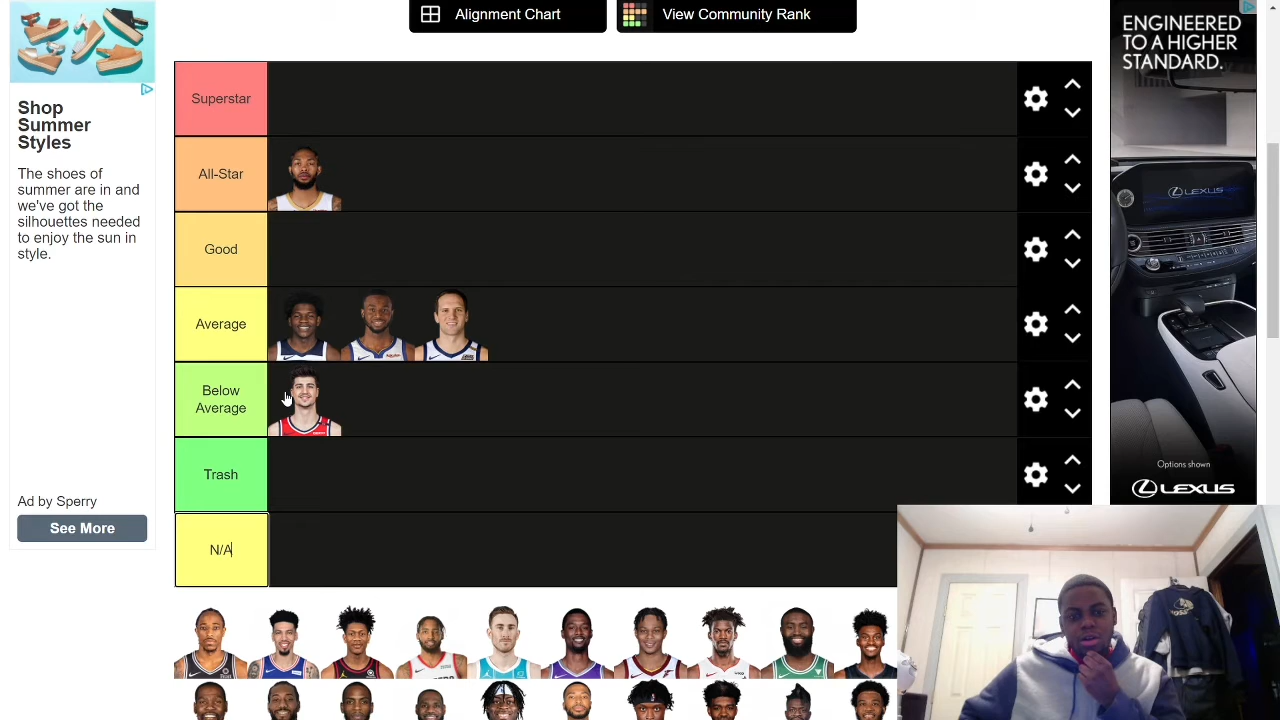 Alignment Chart
View Community Rank
Shop
Summer
Styles
The shoes of
summer are in and
we've got the
silhouettes needed
to enjoy the sun in
style.
Ad by Sperry
See More
Superstar
All-Star
Good
Average
Below
Average
Trash
N/A
ENGINEERED
TO A HIGHER
STANDARD.
LEXUS
Options shown
LEXUS